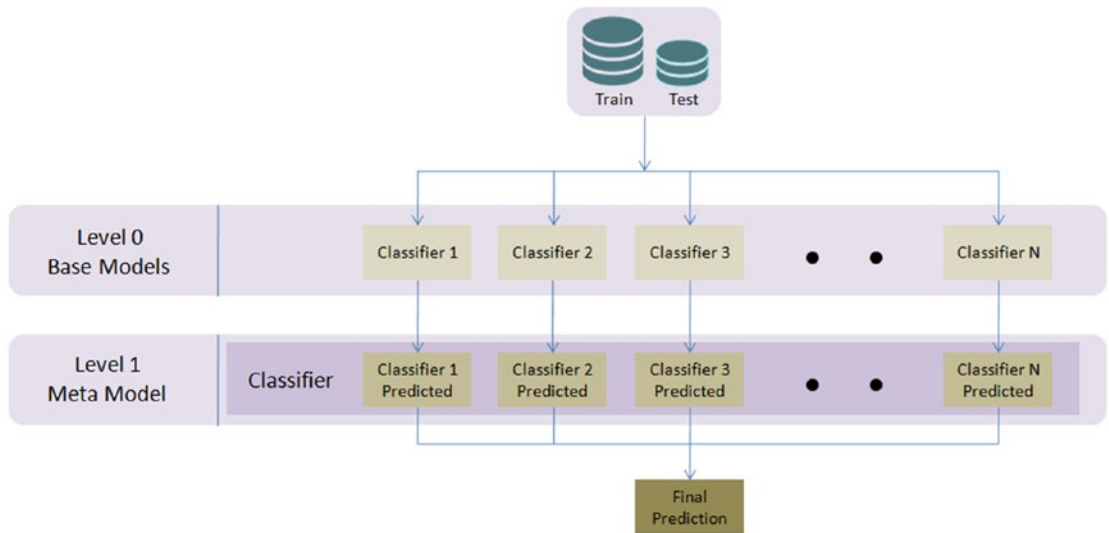 Train Test
Level 0
Base Models
Classifier 1 Classifier 2 Classifier 3 Classifier N
Level 1
Meta Model
Classifier
Classifier 1
Predicted
Classifier 2
Predicted
Classifier 3
Predicted
Classifier N
Predicted
Final
Prediction